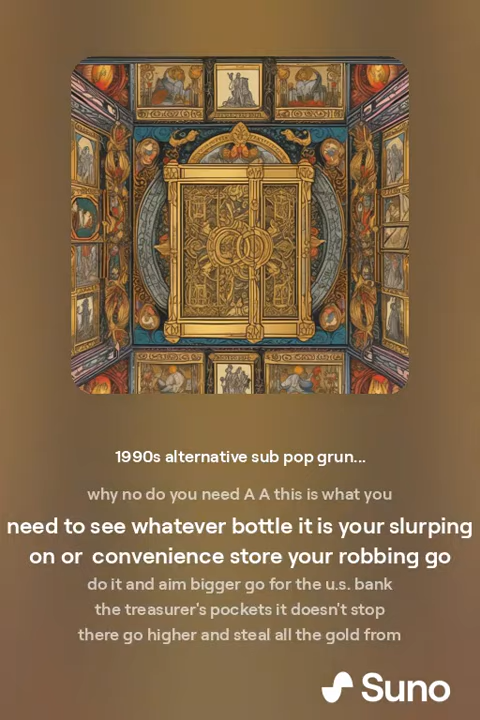 1990s alternative sub pop grun...
why no do you need A A this is what you
need to see whatever bottle it is your slurping
on or  convenience store your robbing go
do it and aim bigger go for the u.s. bank
the treasurer's pockets it doesn't stop
there go higher and steal all the gold from
Suno